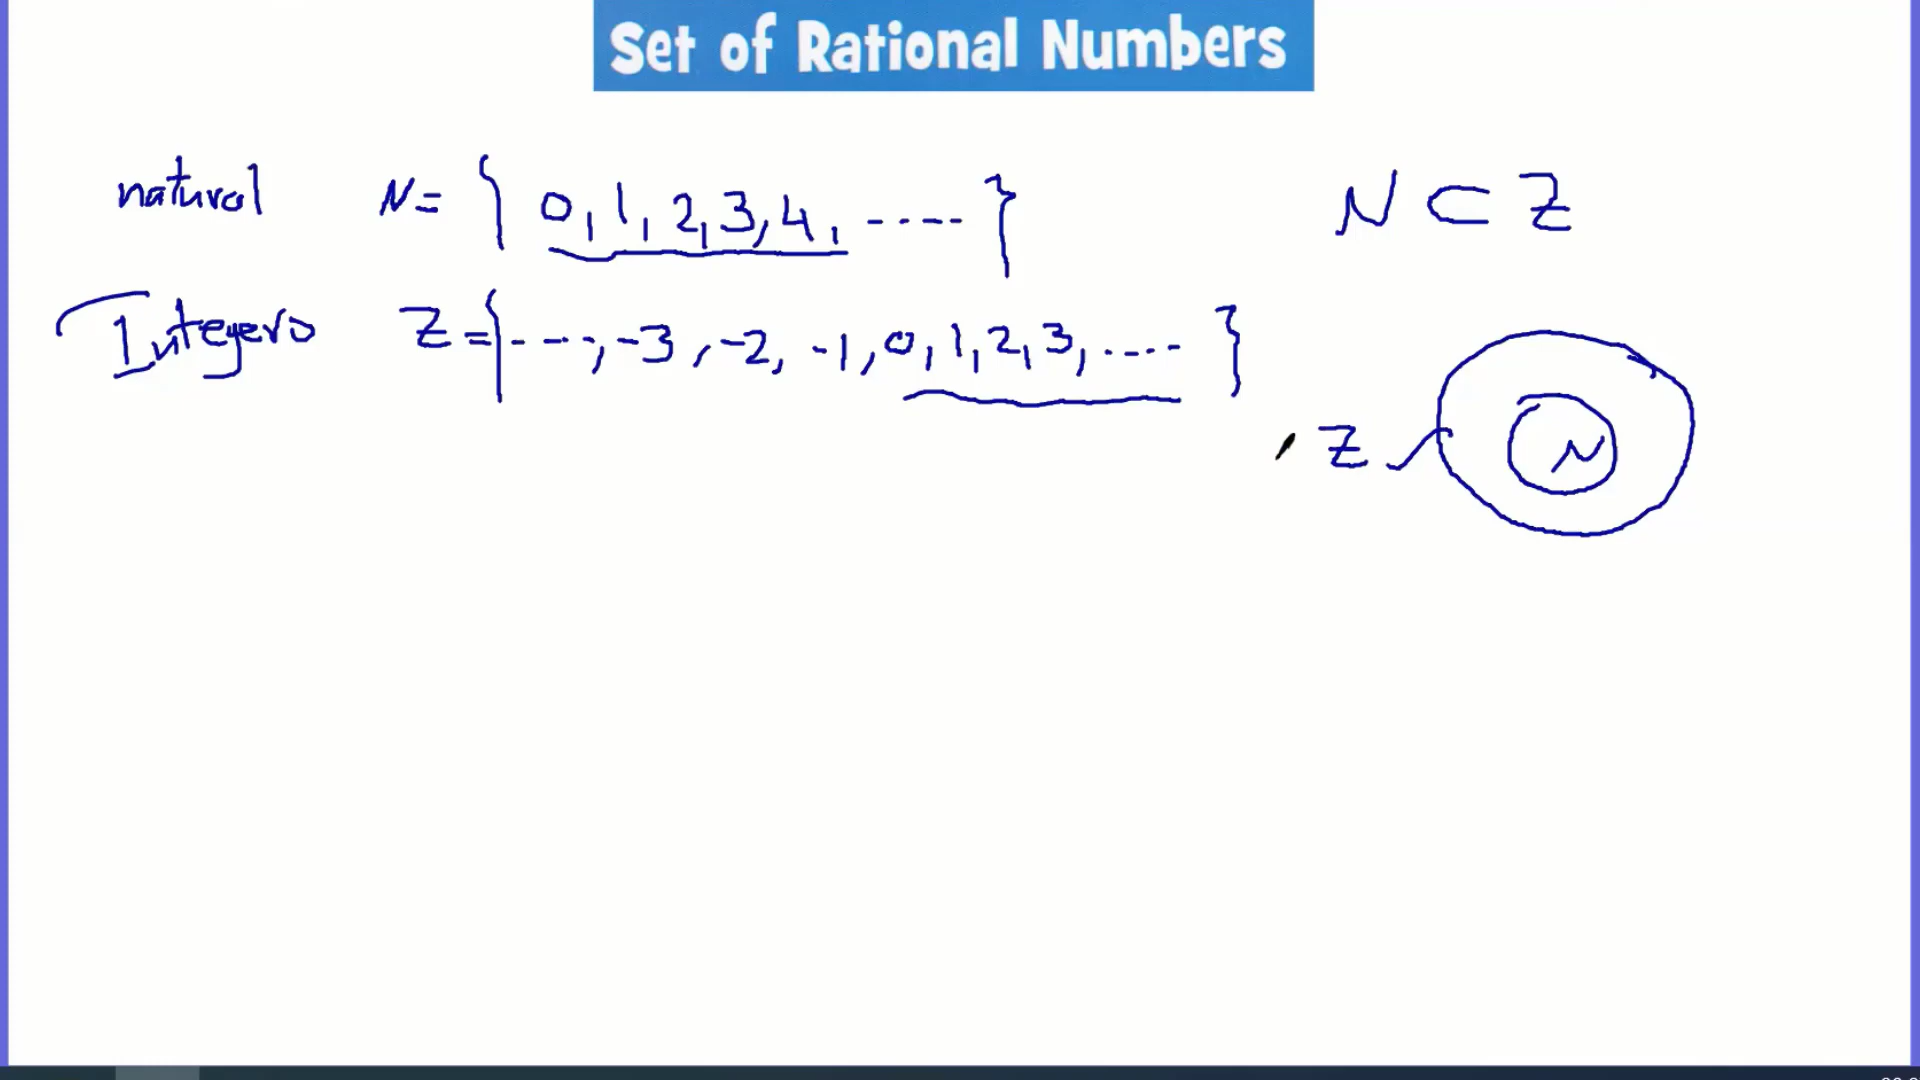 Set of Rational Numbers
natural N = { 0, 1, 2, 3, 4, ---- }
N ⊂ Z
Integers Z = { ----, -3, -2, -1, 0, 1, 2, 3, ---- }
Z
N